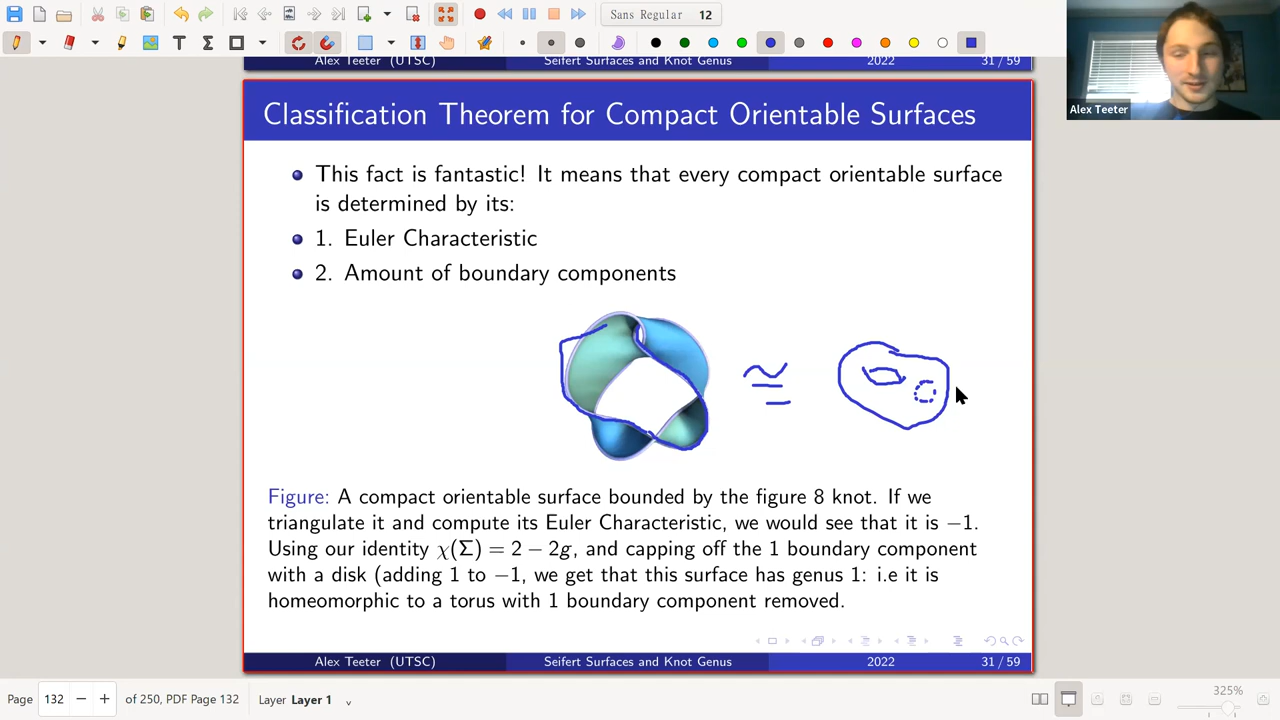 Sans Regular 12
Alex Teeter (UTSC) Seifert Surfaces and Knot Genus 2022 31 / 59
Alex Teeter
Classification Theorem for Compact Orientable Surfaces
This fact is fantastic! It means that every compact orientable surface
is determined by its:
1. Euler Characteristic
2. Amount of boundary components
≅
Figure: A compact orientable surface bounded by the figure 8 knot. If we
triangulate it and compute its Euler Characteristic, we would see that it is −1.
Using our identity χ(Σ) = 2 − 2g, and capping off the 1 boundary component
with a disk (adding 1 to −1, we get that this surface has genus 1: i.e it is
homeomorphic to a torus with 1 boundary component removed.
Alex Teeter (UTSC) Seifert Surfaces and Knot Genus 2022 31 / 59
Page 132 of 250, PDF Page 132 Layer Layer 1 325%